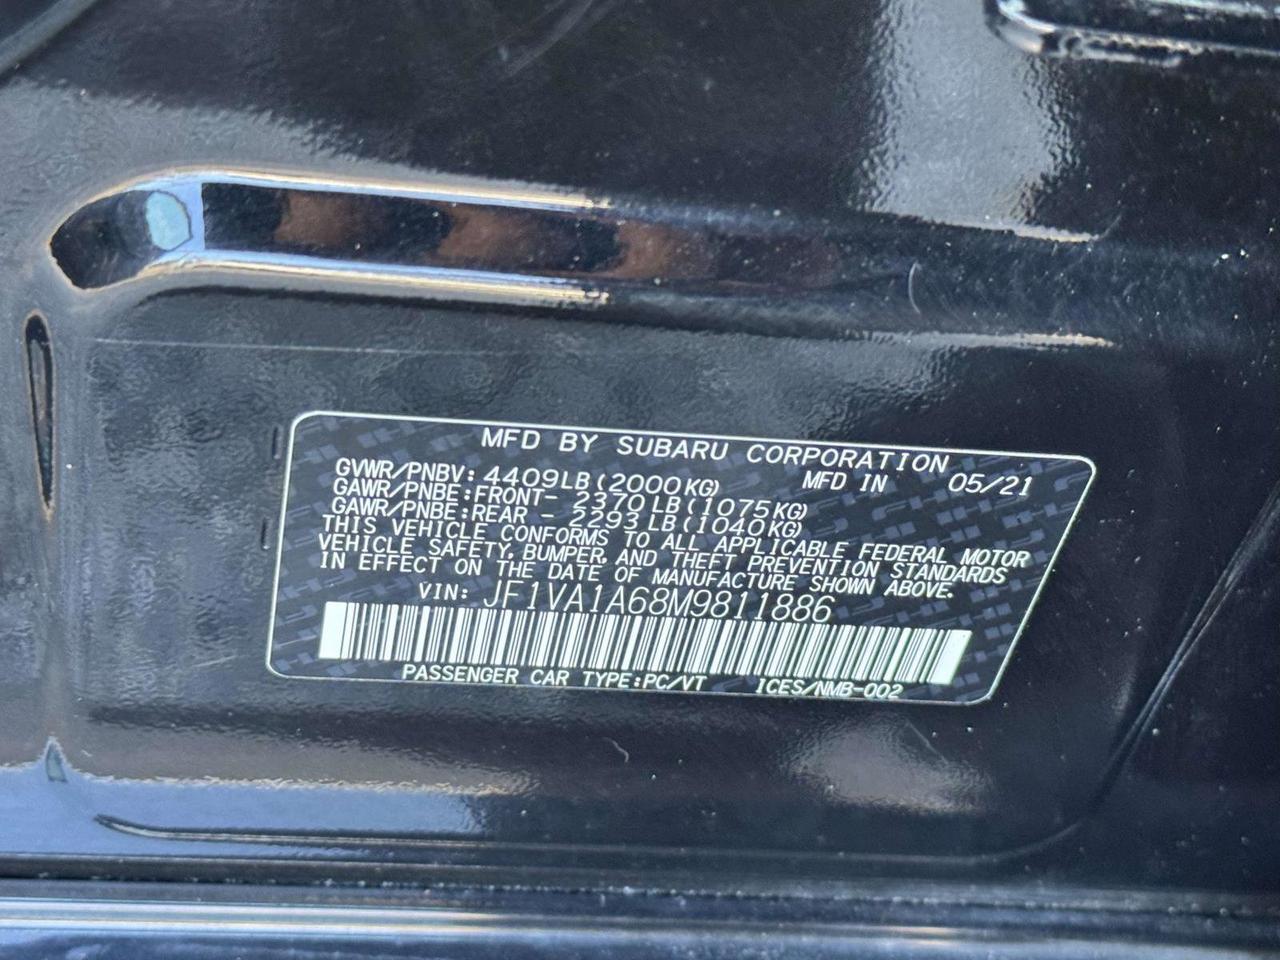 MFD BY SUBARU CORPORATION
GVWR/PNBV: 4409LB(2000KG) MFD IN 05/21
GAWR/PNBE:FRONT- 2370LB(1075KG)
GAWR/PNBE:REAR - 2293LB(1040KG)
THIS VEHICLE CONFORMS TO ALL APPLICABLE FEDERAL MOTOR
VEHICLE SAFETY, BUMPER, AND THEFT PREVENTION STANDARDS
IN EFFECT ON THE DATE OF MANUFACTURE SHOWN ABOVE.
VIN: JF1VA1A68M9811886
PASSENGER CAR TYPE:PC/VT ICES/NMB-002